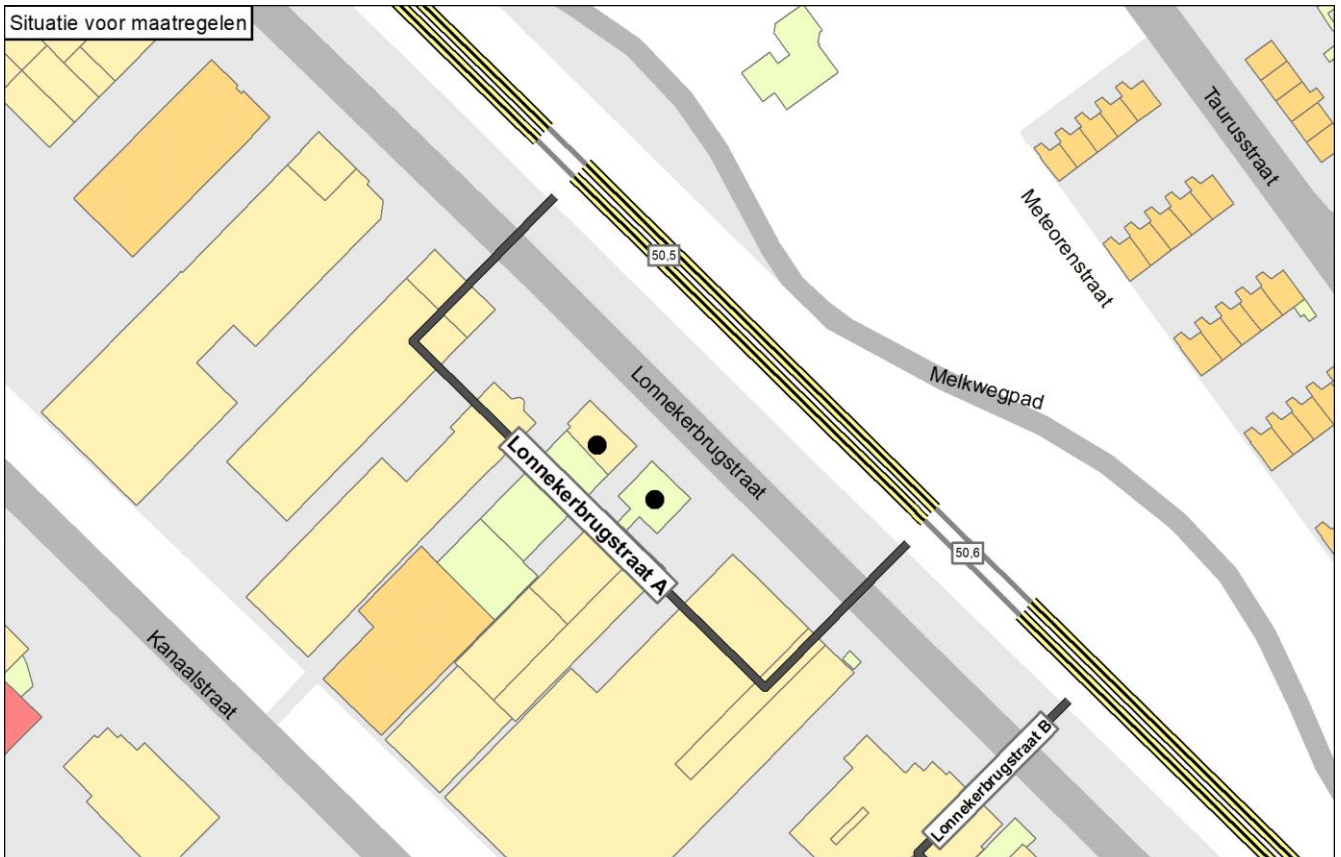 Situatie voor maatregelen
Taurusstraat
Meteorenstraat
50,5
Melkwegpad
Lonnekerbrugstraat
Lonnekerbrugstraat A
50,6
Kanaalstraat
Lonnekerbrugstraat B